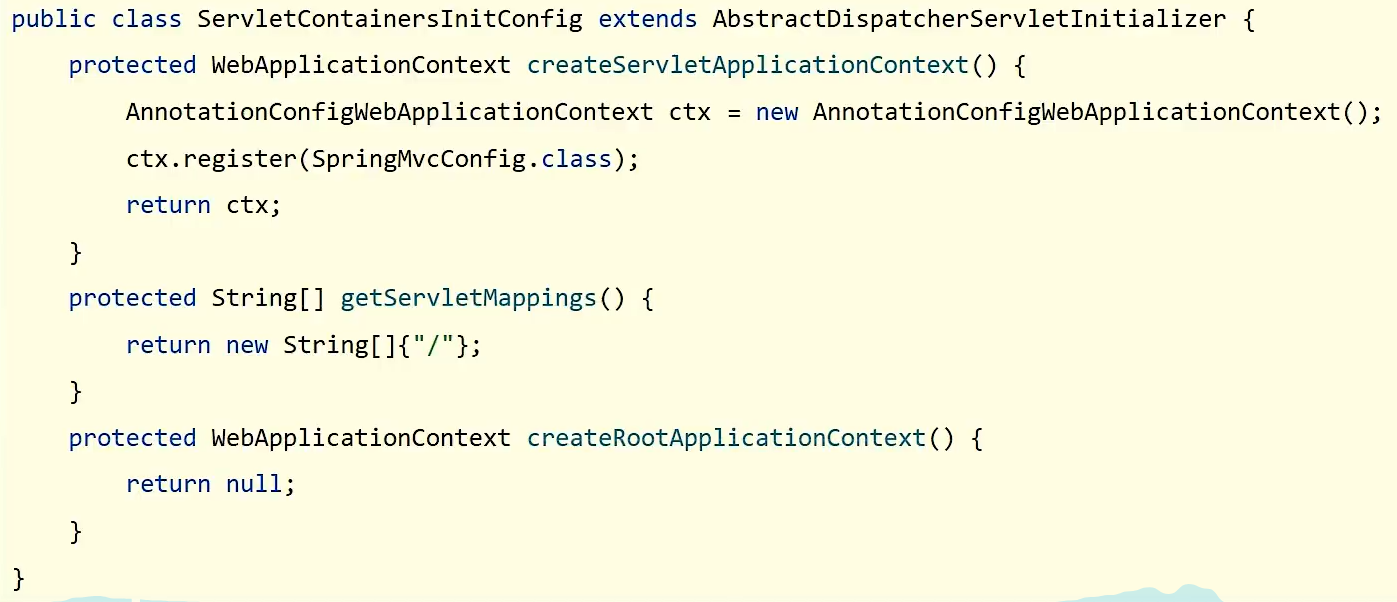 public class ServletContainersInitConfig extends AbstractDispatcherServletInitializer {
    protected WebApplicationContext createServletApplicationContext() {
        AnnotationConfigWebApplicationContext ctx = new AnnotationConfigWebApplicationContext();
        ctx.register(SpringMvcConfig.class);
        return ctx;
    }
    protected String[] getServletMappings() {
        return new String[]{"/"};
    }
    protected WebApplicationContext createRootApplicationContext() {
        return null;
    }
}